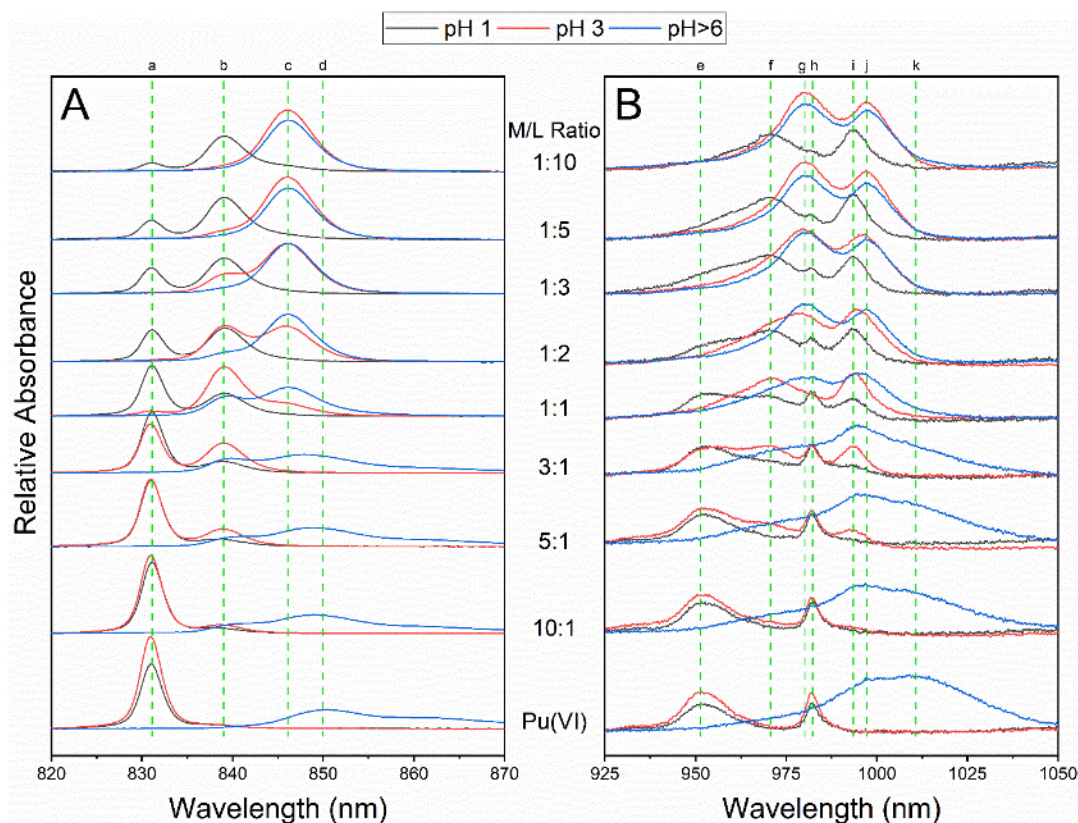 pH 1 pH 3 pH>6
a b c d e f g h i j k
A B
M/L Ratio
1:10
1:5
1:3
1:2
1:1
3:1
5:1
10:1
Pu(VI)
Relative Absorbance
820 830 840 850 860 870 925 950 975 1000 1025 1050
Wavelength (nm) Wavelength (nm)